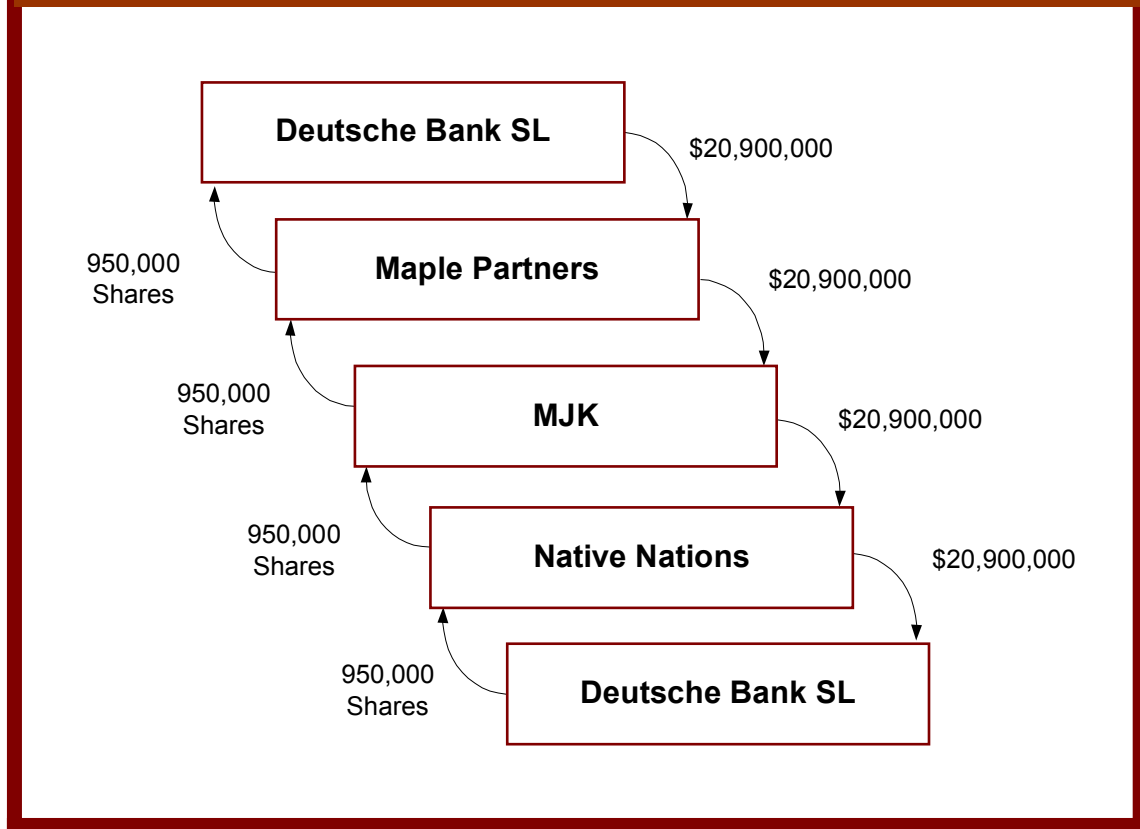 Deutsche Bank SL
$20,900,000
950,000
Shares
Maple Partners
$20,900,000
950,000
Shares
MJK
$20,900,000
950,000
Shares
Native Nations
$20,900,000
950,000
Shares
Deutsche Bank SL